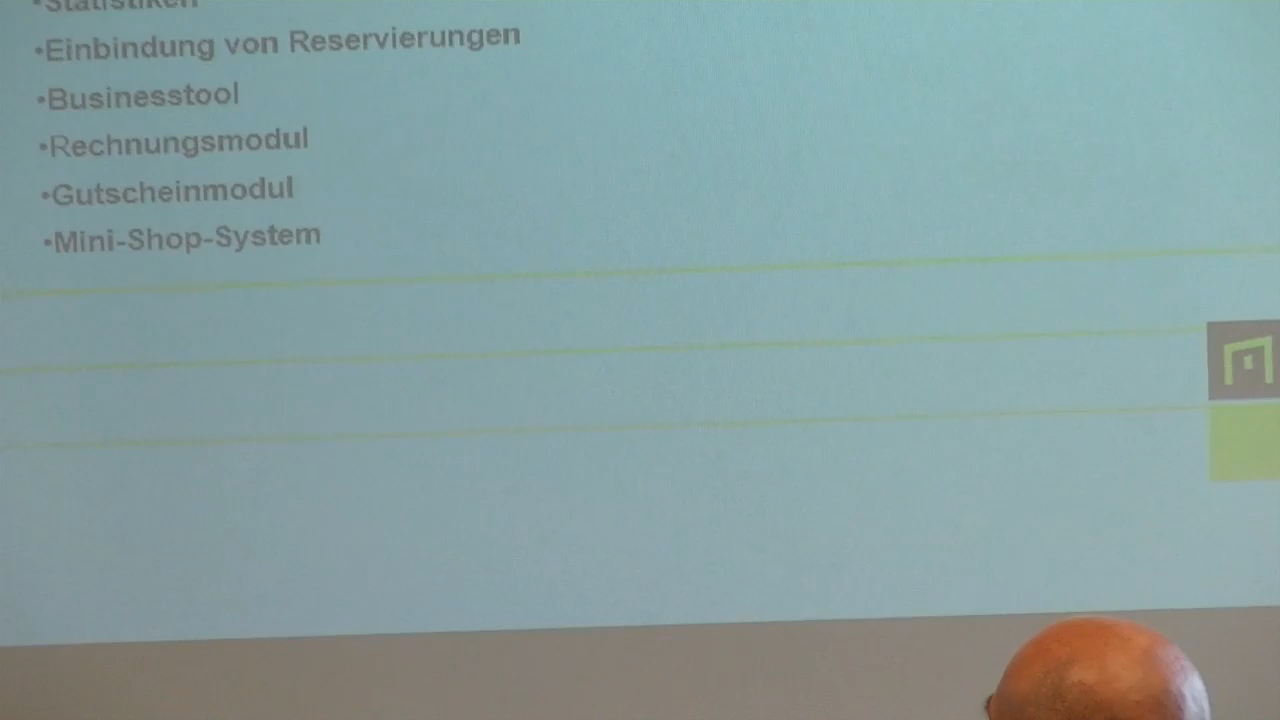 •Statistiken
•Einbindung von Reservierungen
•Businesstool
•Rechnungsmodul
•Gutscheinmodul
•Mini-Shop-System